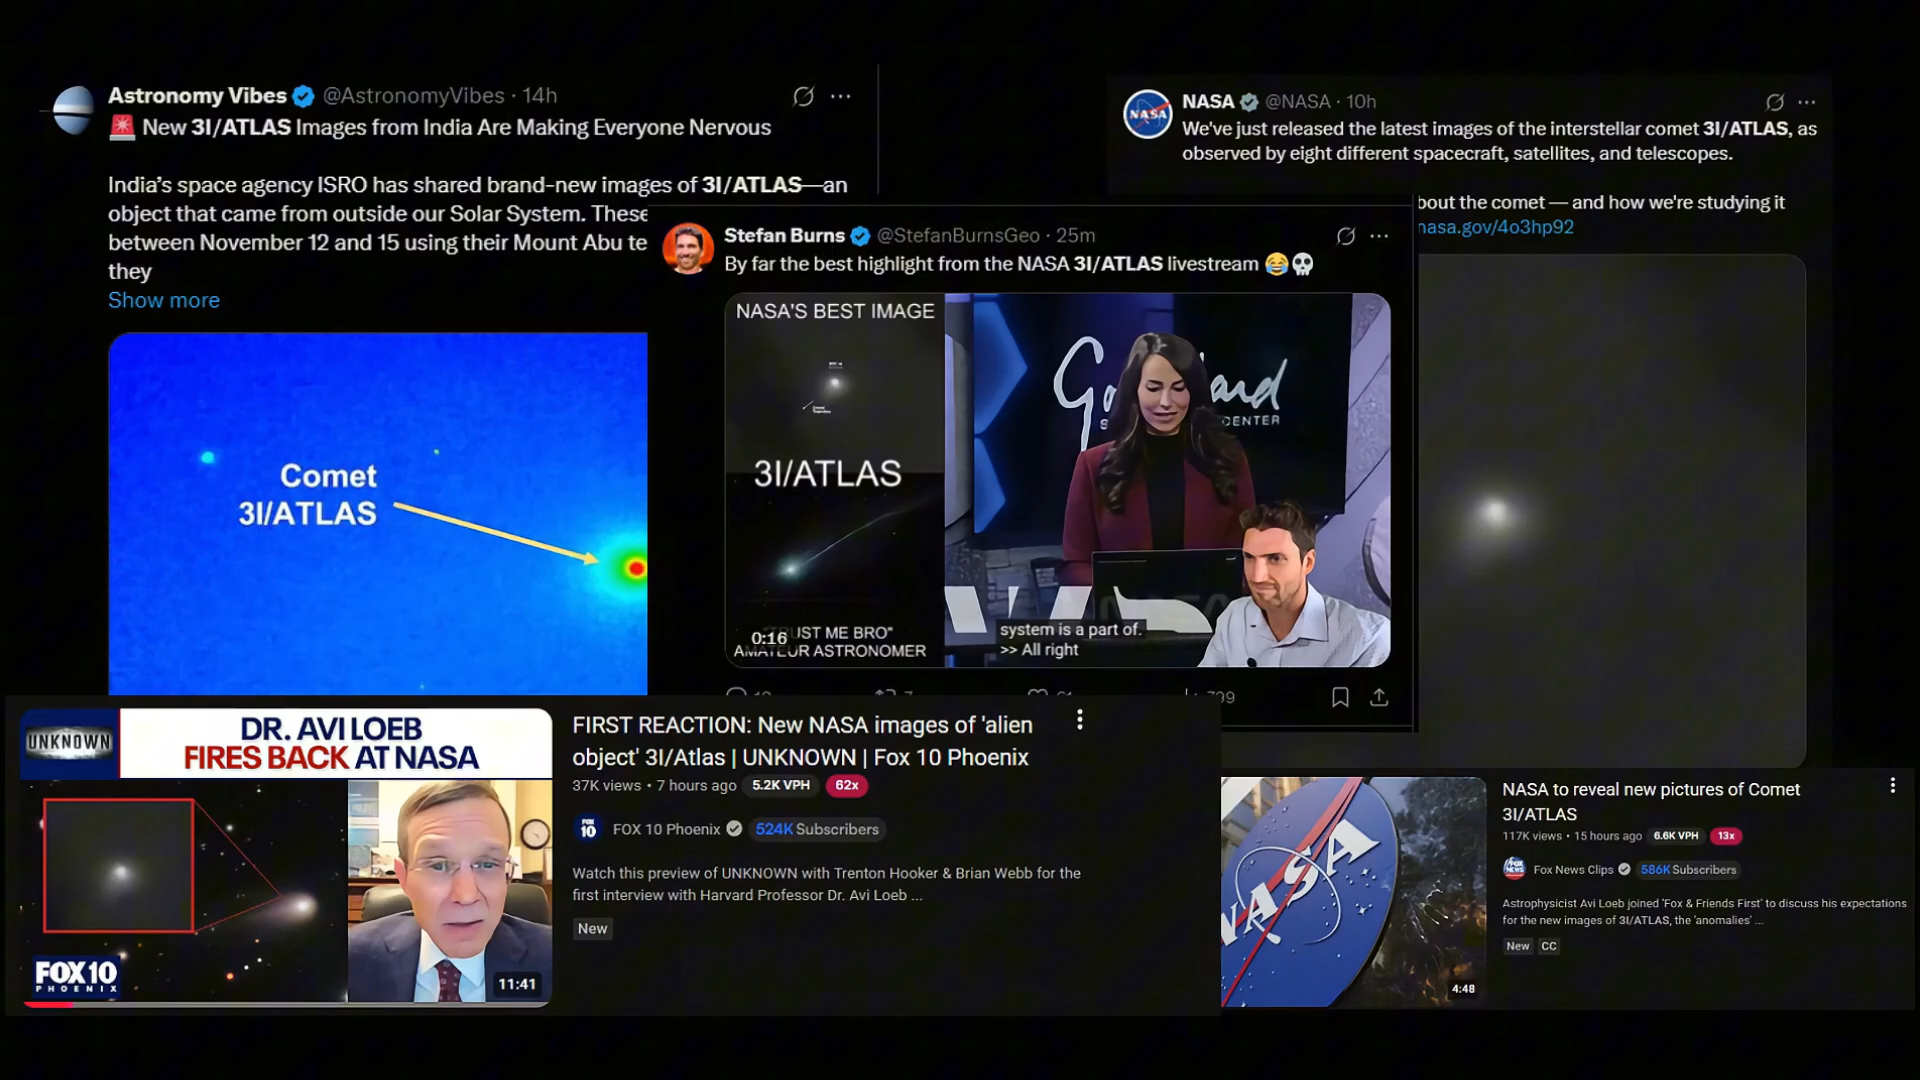 Astronomy Vibes @AstronomyVibes · 14h
🚨 New 3I/ATLAS Images from India Are Making Everyone Nervous
India's space agency ISRO has shared brand-new images of 3I/ATLAS—an
object that came from outside our Solar System. These
between November 12 and 15 using their Mount Abu te
they
Show more
Comet
3I/ATLAS
NASA
NASA @NASA · 10h
We've just released the latest images of the interstellar comet 3I/ATLAS, as
observed by eight different spacecraft, satellites, and telescopes.
bout the comet — and how we're studying it
nasa.gov/4o3hp92
Stefan Burns @StefanBurnsGeo · 25m
By far the best highlight from the NASA 3I/ATLAS livestream 😂💀
NASA'S BEST IMAGE
3I/ATLAS
0:16
UST ME BRO"
AMATEUR ASTRONOMER
CENTER
system is a part of.
>> All right
UNKNOWN
DR. AVI LOEB
FIRES BACK AT NASA
FOX 10
PHOENIX
11:41
FIRST REACTION: New NASA images of 'alien
object' 3I/Atlas | UNKNOWN | Fox 10 Phoenix
37K views • 7 hours ago 5.2K VPH 62x
FOX 10 Phoenix 524K Subscribers
Watch this preview of UNKNOWN with Trenton Hooker & Brian Webb for the
first interview with Harvard Professor Dr. Avi Loeb ...
New
NASA
4:48
NASA to reveal new pictures of Comet
3I/ATLAS
117K views • 15 hours ago 6.6K VPH 13x
Fox News Clips 586K Subscribers
Astrophysicist Avi Loeb joined 'Fox & Friends First' to discuss his expectations
for the new images of 3I/ATLAS, the 'anomalies' ...
New CC